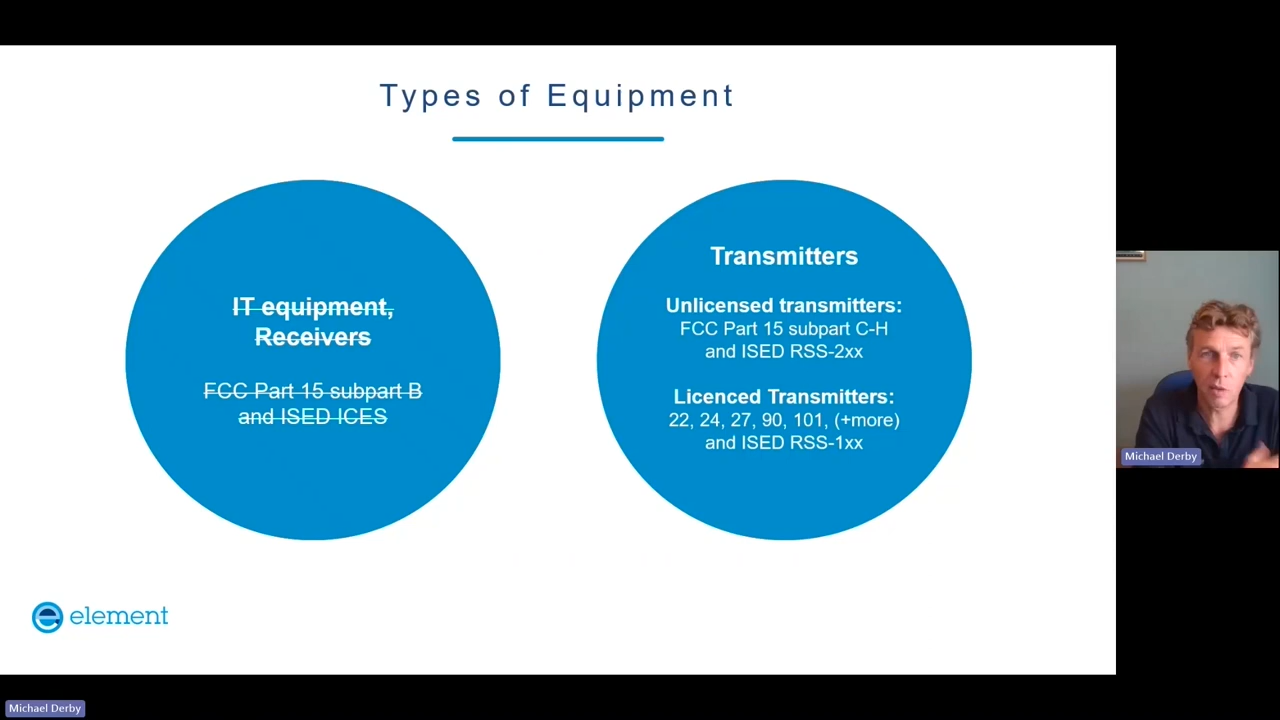 Types of Equipment
IT equipment,
Receivers
FCC Part 15 subpart B
and ISED ICES
Transmitters
Unlicensed transmitters:
FCC Part 15 subpart C-H
and ISED RSS-2xx
Licenced Transmitters:
22, 24, 27, 90, 101, (+more)
and ISED RSS-1xx
element
Michael Derby
Michael Derby